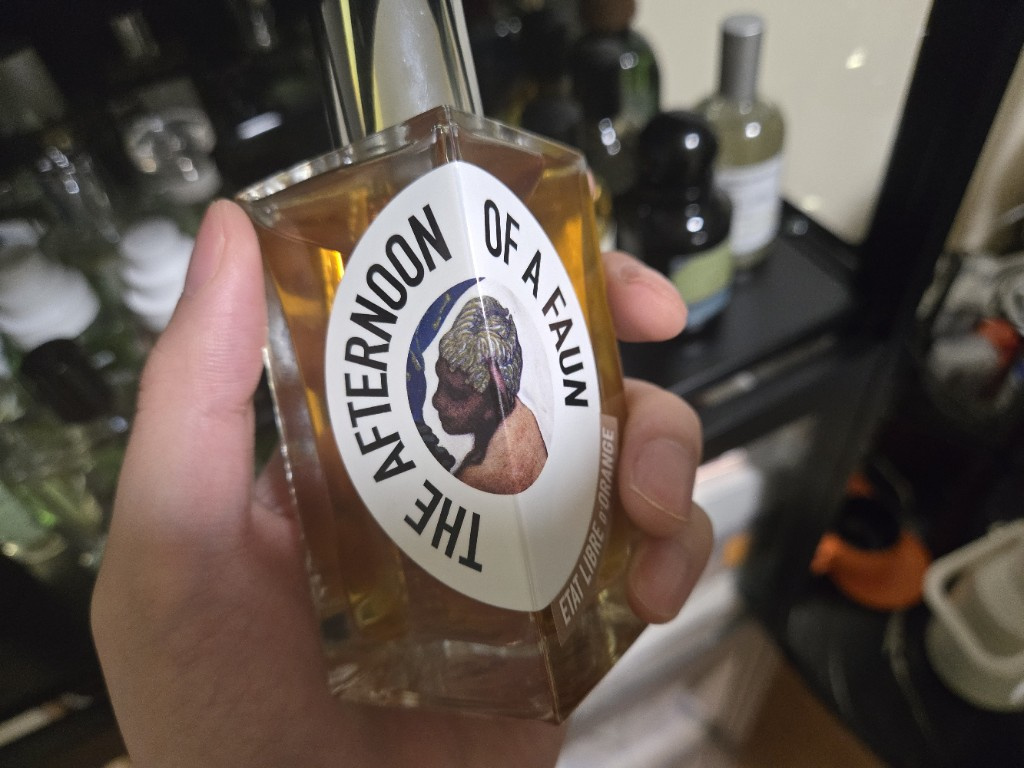 THE AFTERNOON OF A FAUN
ETAT LIBRE D'ORANGE